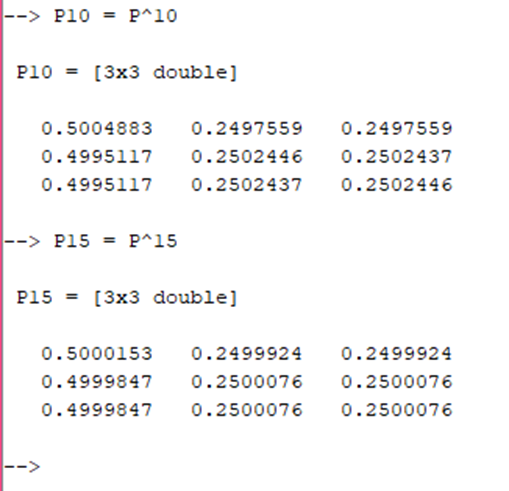 --> P10 = P^10
P10 = [3x3 double]
0.5004883 0.2497559 0.2497559
0.4995117 0.2502446 0.2502437
0.4995117 0.2502437 0.2502446
--> P15 = P^15
P15 = [3x3 double]
0.5000153 0.2499924 0.2499924
0.4999847 0.2500076 0.2500076
0.4999847 0.2500076 0.2500076
-->